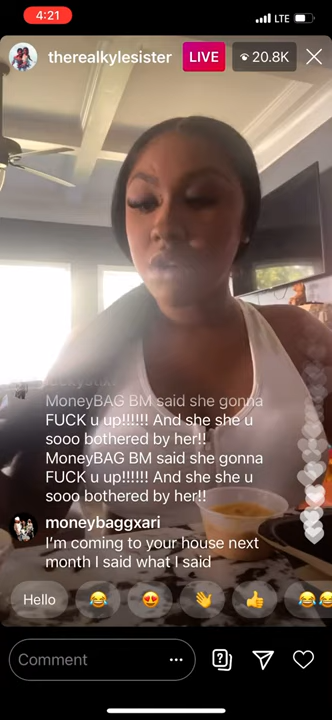 4:21
LTE
therealkylesister LIVE 20.8K
MoneyBAG BM said she gonna
FUCK u up!!!!!! And she she u
sooo bothered by her!!
MoneyBAG BM said she gonna
FUCK u up!!!!!! And she she u
sooo bothered by her!!
moneybaggxari
I'm coming to your house next
month I said what I said
Hello
Comment